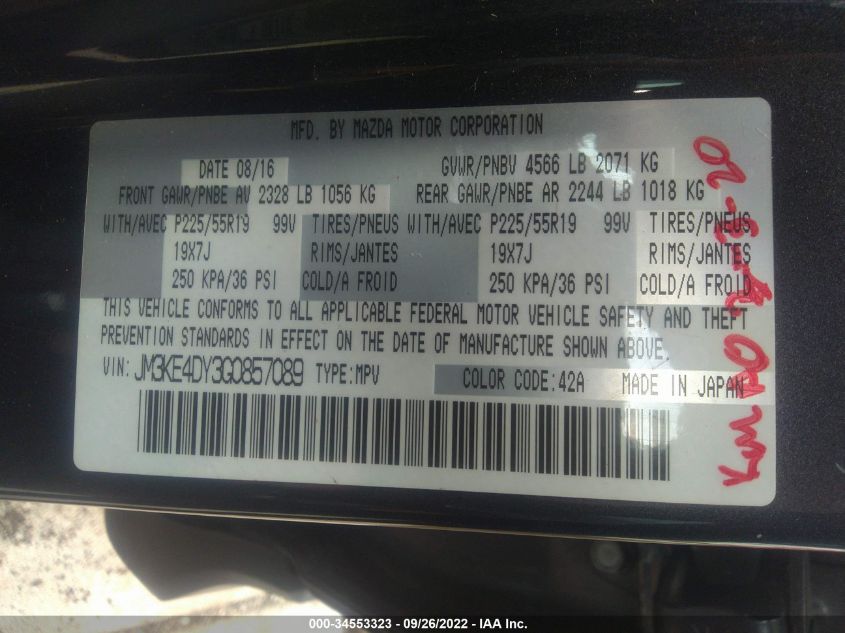 MFD. BY MAZDA MOTOR CORPORATION
DATE 08/16 GVWR/PNBV 4566 LB 2071 KG
FRONT GAWR/PNBE AV 2328 LB 1056 KG REAR GAWR/PNBE AR 2244 LB 1018 KG
WITH/AVEC P225/55R19 99V TIRES/PNEUS WITH/AVEC P225/55R19 99V TIRES/PNEUS
19X7J RIMS/JANTES 19X7J RIMS/JANTES
250 KPA/36 PSI COLD/A FROID 250 KPA/36 PSI COLD/A FROID
THIS VEHICLE CONFORMS TO ALL APPLICABLE FEDERAL MOTOR VEHICLE SAFETY AND THEFT
PREVENTION STANDARDS IN EFFECT ON THE DATE OF MANUFACTURE SHOWN ABOVE.
VIN: JM3KE4DY3G0857089 TYPE:MPV COLOR CODE:42A MADE IN JAPAN
000-34553323 - 09/26/2022 - IAA Inc.